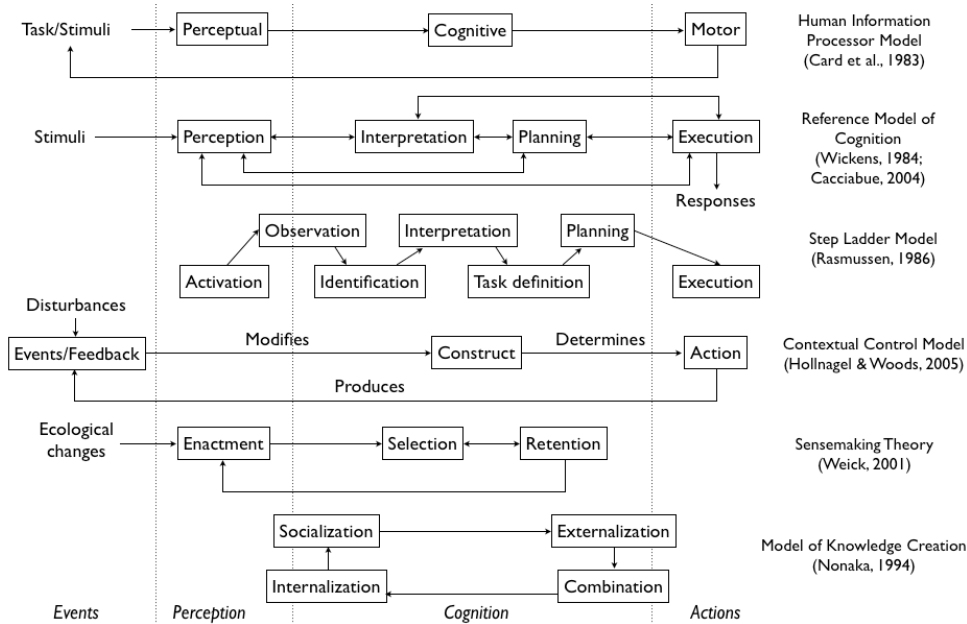 Task/Stimuli
Perceptual
Cognitive
Motor
Human Information
Processor Model
(Card et al., 1983)
Stimuli
Perception
Interpretation
Planning
Execution
Responses
Reference Model of
Cognition
(Wickens, 1984;
Cacciabue, 2004)
Observation
Interpretation
Planning
Activation
Identification
Task definition
Execution
Step Ladder Model
(Rasmussen, 1986)
Disturbances
Events/Feedback
Modifies
Construct
Determines
Action
Produces
Contextual Control Model
(Hollnagel & Woods, 2005)
Ecological
changes
Enactment
Selection
Retention
Sensemaking Theory
(Weick, 2001)
Socialization
Externalization
Internalization
Combination
Model of Knowledge Creation
(Nonaka, 1994)
Events
Perception
Cognition
Actions